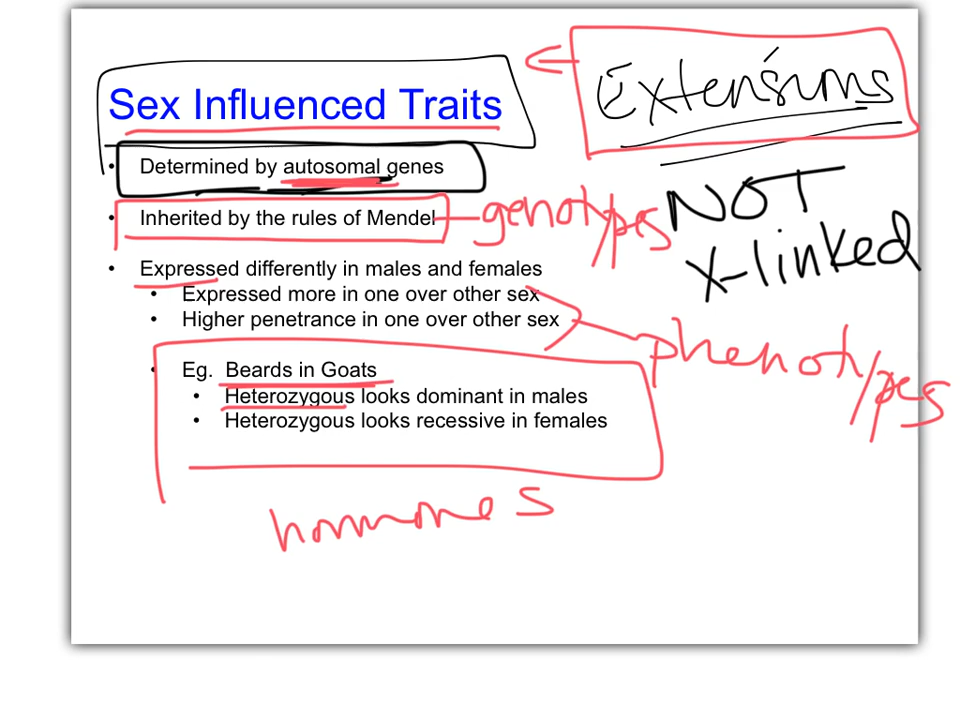 Extensions
Sex Influenced Traits
• Determined by autosomal genes
NOT
X-linked
• Inherited by the rules of Mendel
genotypes
• Expressed differently in males and females
• Expressed more in one over other sex
• Higher penetrance in one over other sex
phenotypes
• Eg. Beards in Goats
• Heterozygous looks dominant in males
• Heterozygous looks recessive in females
hormones